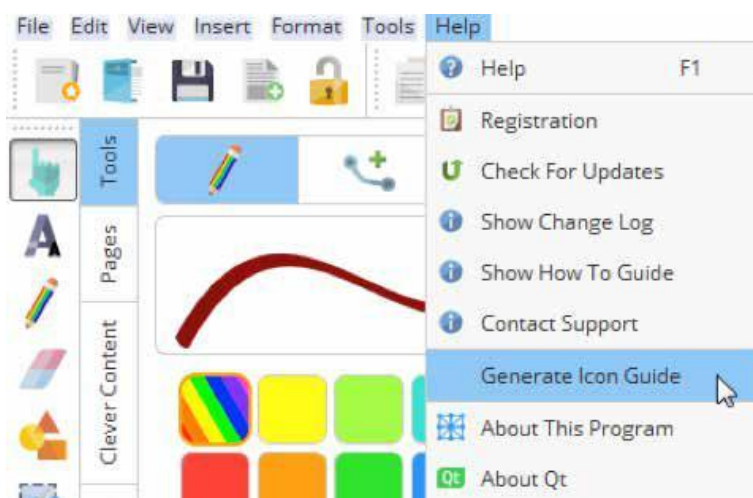 File Edit View Insert Format Tools Help
Help F1
Registration
Check For Updates
Show Change Log
Show How To Guide
Contact Support
Generate Icon Guide
About This Program
Qt About Qt
Tools
Pages
Clever Content
A